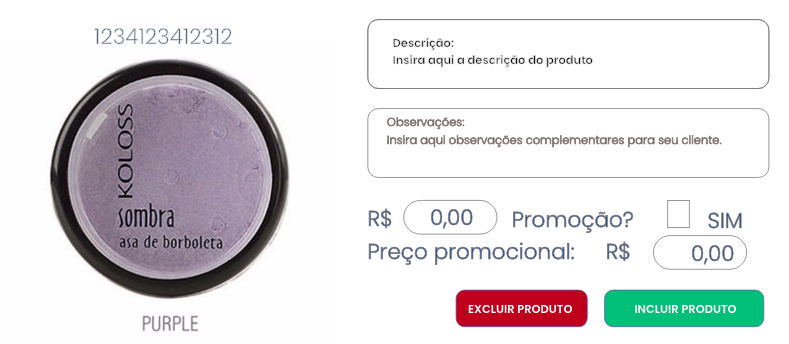 1234123412312
KOLOSS
sombra
asa de borboleta
PURPLE
Descrição:
Insira aqui a descrição do produto
Observações:
Insira aqui observações complementares para seu cliente.
R$ 0,00 Promoção? SIM
Preço promocional: R$ 0,00
EXCLUIR PRODUTO INCLUIR PRODUTO